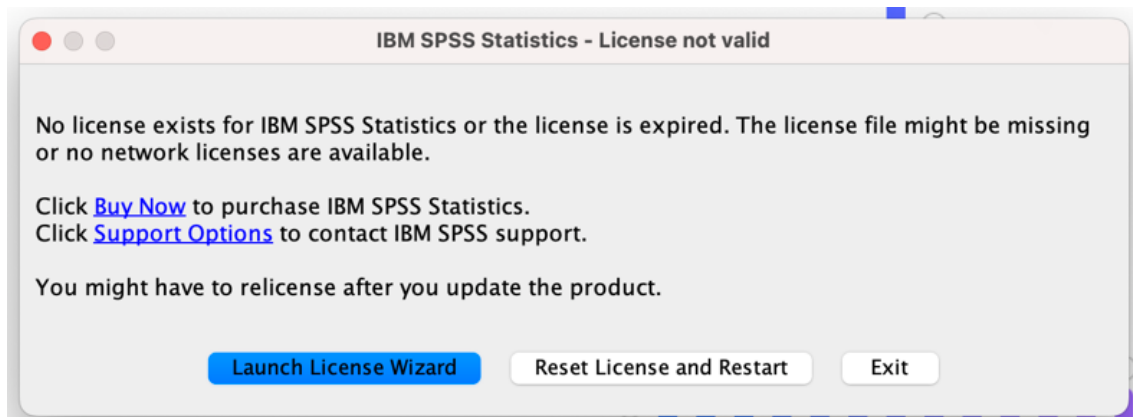 IBM SPSS Statistics - License not valid
No license exists for IBM SPSS Statistics or the license is expired. The license file might be missing
or no network licenses are available.
Click Buy Now to purchase IBM SPSS Statistics.
Click Support Options to contact IBM SPSS support.
You might have to relicense after you update the product.
Launch License Wizard Reset License and Restart Exit